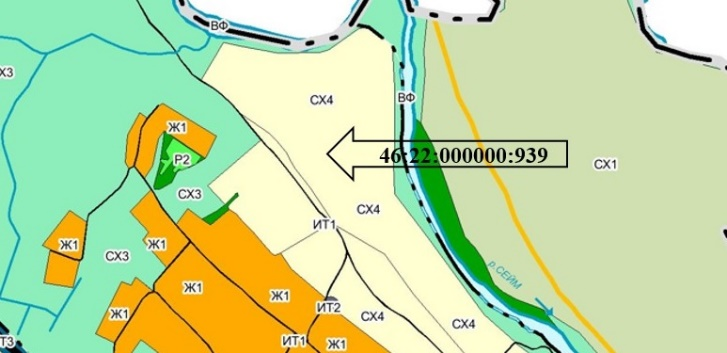 ВФ
СХ3
СХ4
ВФ
Ж1
46:22:000000:939
Р2
СХ1
СХ3
СХ4
ИТ1
Ж1
Ж1
СХ3
р.СЕЙМ
Ж1
Ж1
ИТ2
Ж1
СХ4
СХ4
ИТ3
ИТ1
Ж1